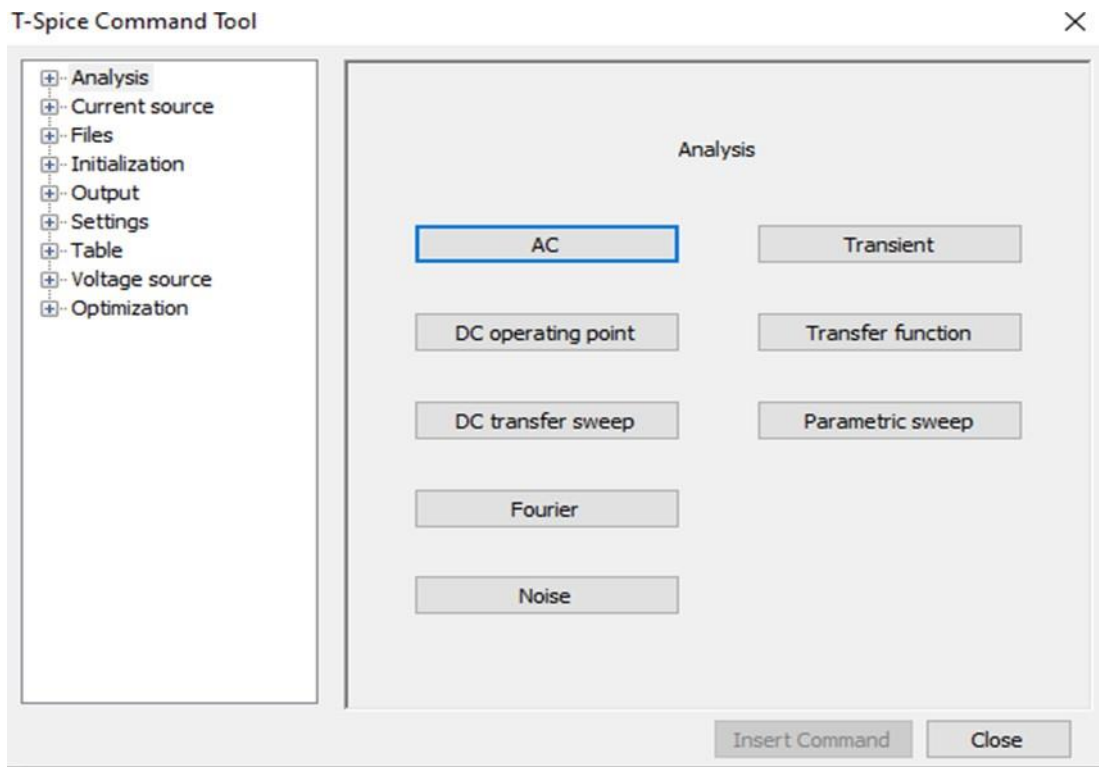 T-Spice Command Tool
Analysis
Current source
Files
Initialization
Output
Settings
Table
Voltage source
Optimization
Analysis
AC
Transient
DC operating point
Transfer function
DC transfer sweep
Parametric sweep
Fourier
Noise
Insert Command
Close